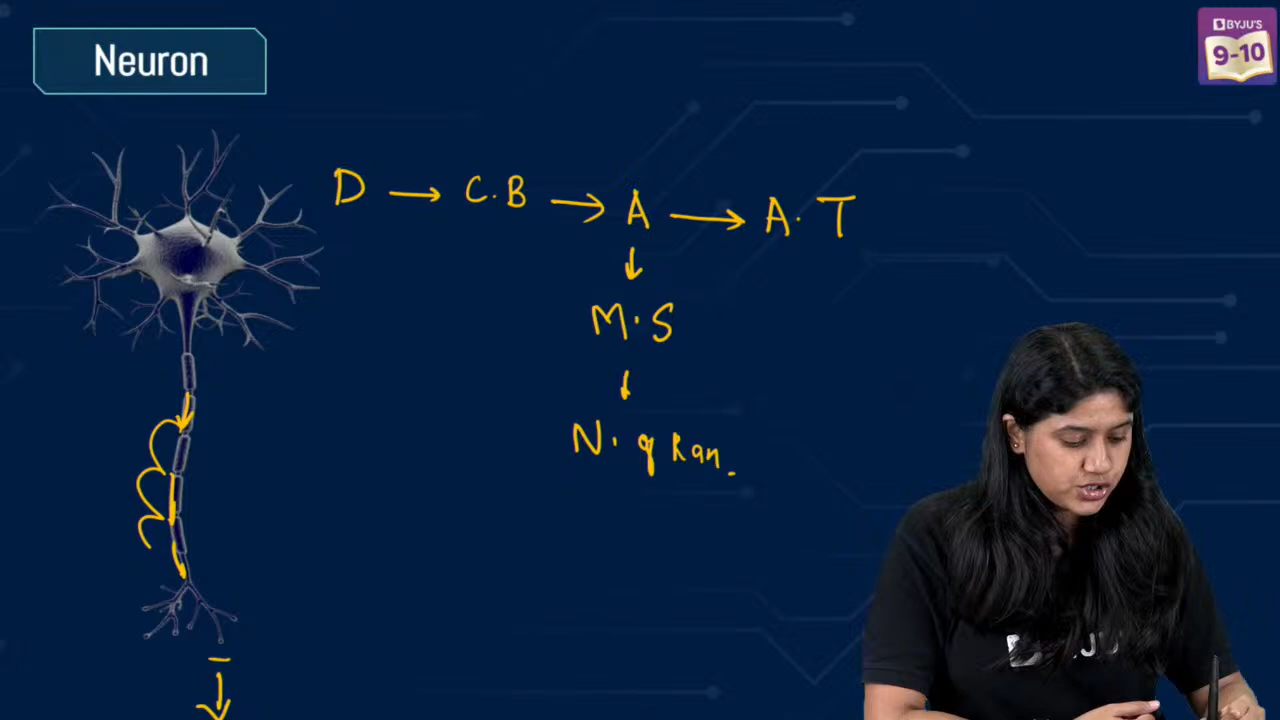 Neuron
BYJU'S
9-10
D → C.B → A → A.T
↓
M.S
↓
N. of Ran.